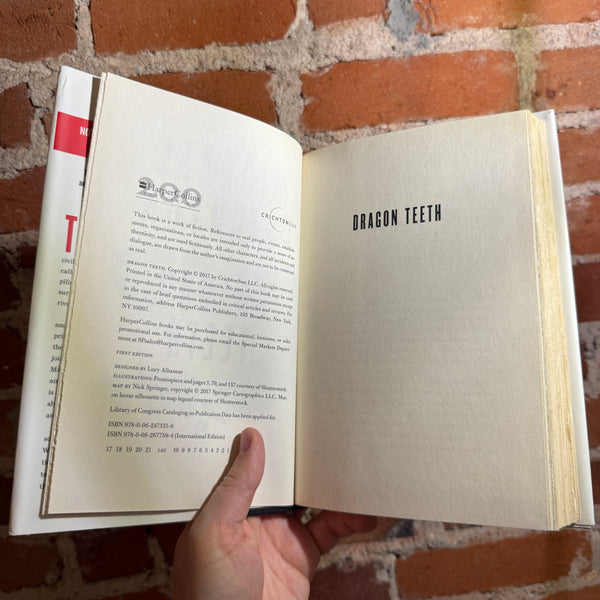 NO
a
T
civil
200
HarperCollins
CRICHTONSUN
This book is a work of fiction. References to real people, events, establish-
ments, organizations, or locales are intended only to provide a sense of au-
thenticity, and are used fictitiously. All other characters, and all incidents and
dialogue, are drawn from the author's imagination and are not to be construed
as real.
DRAGON TEETH. Copyright © 2017 by CrichtonSun LLC. All rights reserved.
Printed in the United States of America. No part of this book may be used
or reproduced in any manner whatsoever without written permission except
in the case of brief quotations embodied in critical articles and reviews. For
information, address HarperCollins Publishers, 195 Broadway, New York,
NY 10007.
HarperCollins books may be purchased for educational, business, or sales
promotional use. For information, please email the Special Markets Depart-
ment at SPsales@harpercollins.com.
FIRST EDITION
DESIGNED BY Lucy Albanese
ILLUSTRATIONS: Frontispiece and pages 3, 79, and 157 courtesy of Shutterstock.
MAP BY Nick Springer, copyright © 2017 Springer Cartographics LLC. Man
on horse silhouette in map legend courtesy of Shutterstock.
Library of Congress Cataloging-in-Publication Data has been applied for.
ISBN 978-0-06-247335-6
ISBN 978-0-06-267759-4 (International Edition)
17 18 19 20 21 LSC 10 9 8 7 6 5 4 3 2 1
DRAGON TEETH